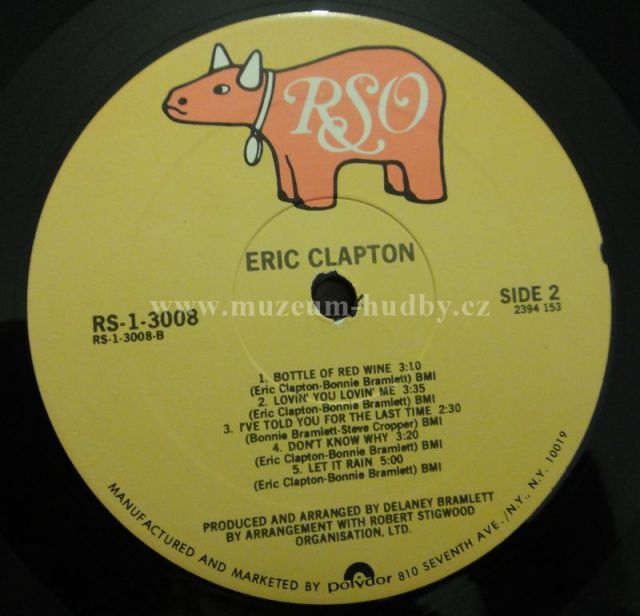 RSO
ERIC CLAPTON
www.muzeum-hudby.cz
RS-1-3008
RS-1-3008-B
SIDE 2
2394 153
1. BOTTLE OF RED WINE 3:10
(Eric Clapton-Bonnie Bramlett) BMI
2. LOVIN' YOU LOVIN' ME 3:35
(Eric Clapton-Bonnie Bramlett) BMI
3. I'VE TOLD YOU FOR THE LAST TIME 2:30
(Bonnie Bramlett-Steve Cropper) BMI
4. DON'T KNOW WHY 3:20
(Eric Clapton-Bonnie Bramlett) BMI
5. LET IT RAIN 5:00
(Eric Clapton-Bonnie Bramlett) BMI
PRODUCED AND ARRANGED BY DELANEY BRAMLETT
BY ARRANGEMENT WITH ROBERT STIGWOOD
ORGANISATION, LTD.
MANUFACTURED AND MARKETED BY polydor 810 SEVENTH AVE./N.Y., N.Y. 10019